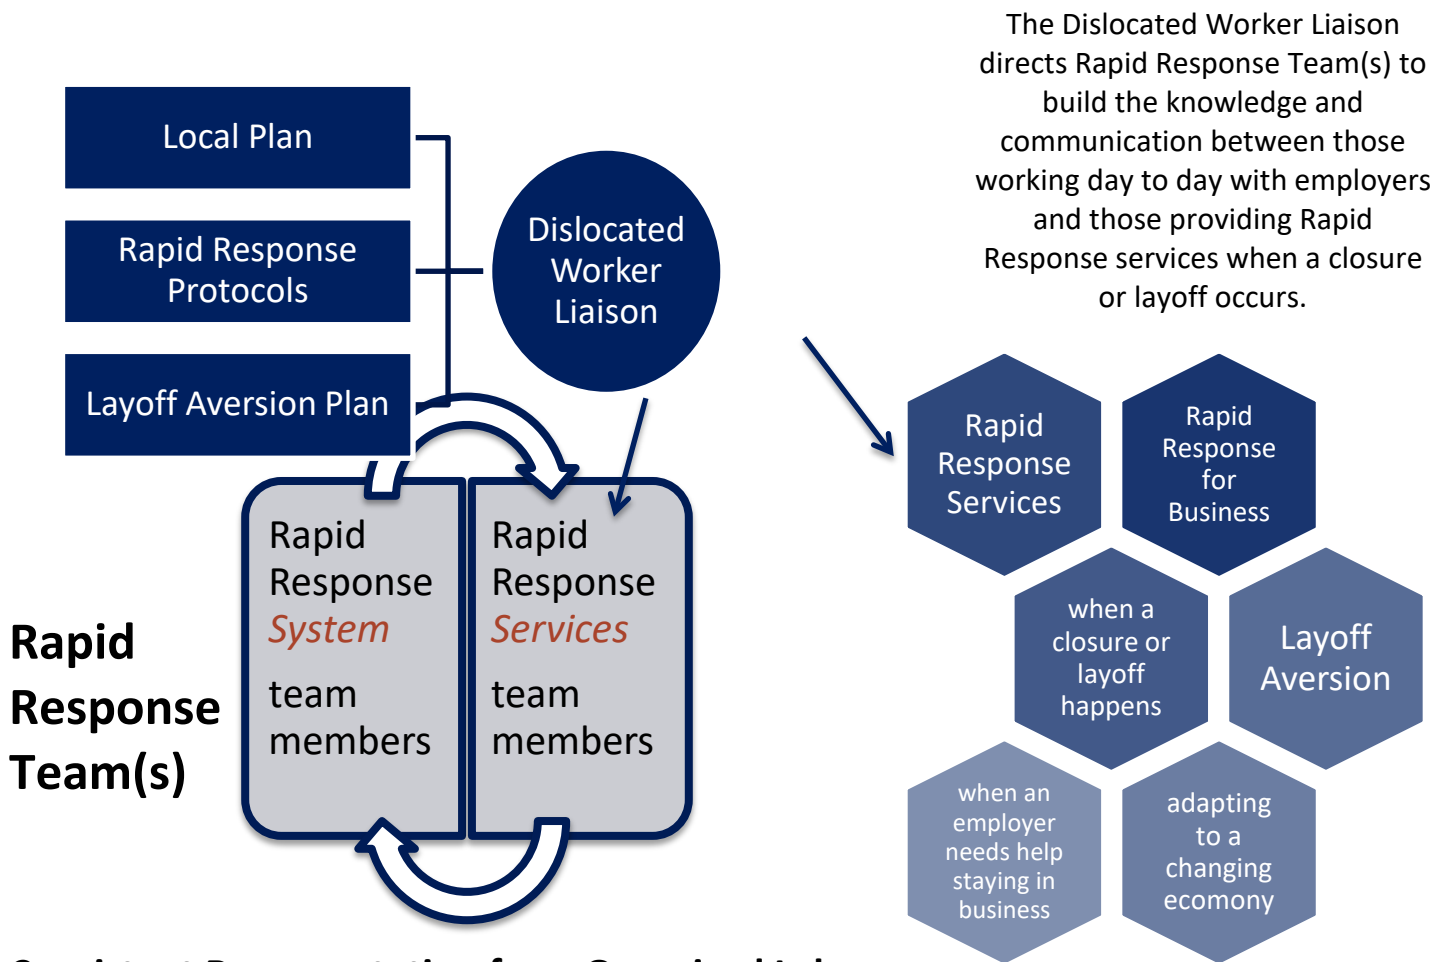 The Dislocated Worker Liaison
directs Rapid Response Team(s) to
build the knowledge and
communication between those
working day to day with employers
and those providing Rapid
Response services when a closure
or layoff occurs.
Local Plan
Rapid Response
Protocols
Layoff Aversion Plan
Dislocated
Worker
Liaison
Rapid
Response
Team(s)
Rapid
Response
System
team
members
Rapid
Response
Services
team
members
Rapid
Response
Services
Rapid
Response
for
Business
when a
closure or
layoff
happens
Layoff
Aversion
when an
employer
needs help
staying in
business
adapting
to a
changing
ecomony